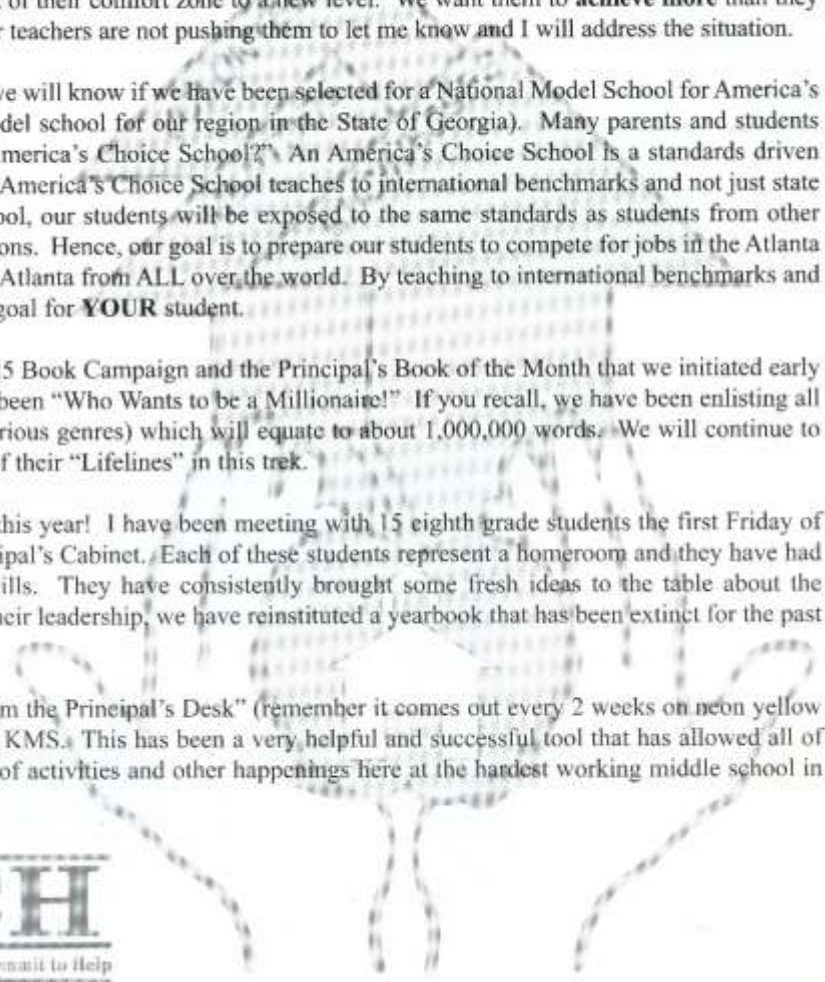 of their comfort zone to a new level. We want them to achieve more than they
r teachers are not pushing them to let me know and I will address the situation.
ve will know if we have been selected for a National Model School for America's
del school for our region in the State of Georgia). Many parents and students
merica's Choice School?" An America's Choice School is a standards driven
America's Choice School teaches to international benchmarks and not just state
ool, our students will be exposed to the same standards as students from other
ons. Hence, our goal is to prepare our students to compete for jobs in the Atlanta
Atlanta from ALL over the world. By teaching to international benchmarks and
goal for YOUR student.
5 Book Campaign and the Principal's Book of the Month that we initiated early
been "Who Wants to be a Millionaire!" If you recall, we have been enlisting all
rious genres) which will equate to about 1,000,000 words. We will continue to
f their "Lifelines" in this trek.
this year! I have been meeting with 15 eighth grade students the first Friday of
ipal's Cabinet. Each of these students represent a homeroom and they have had
ills. They have consistently brought some fresh ideas to the table about the
heir leadership, we have reinstituted a yearbook that has been extinct for the past
m the Principal's Desk" (remember it comes out every 2 weeks on neon yellow
KMS. This has been a very helpful and successful tool that has allowed all of
of activities and other happenings here at the hardest working middle school in
H
mmit to Help